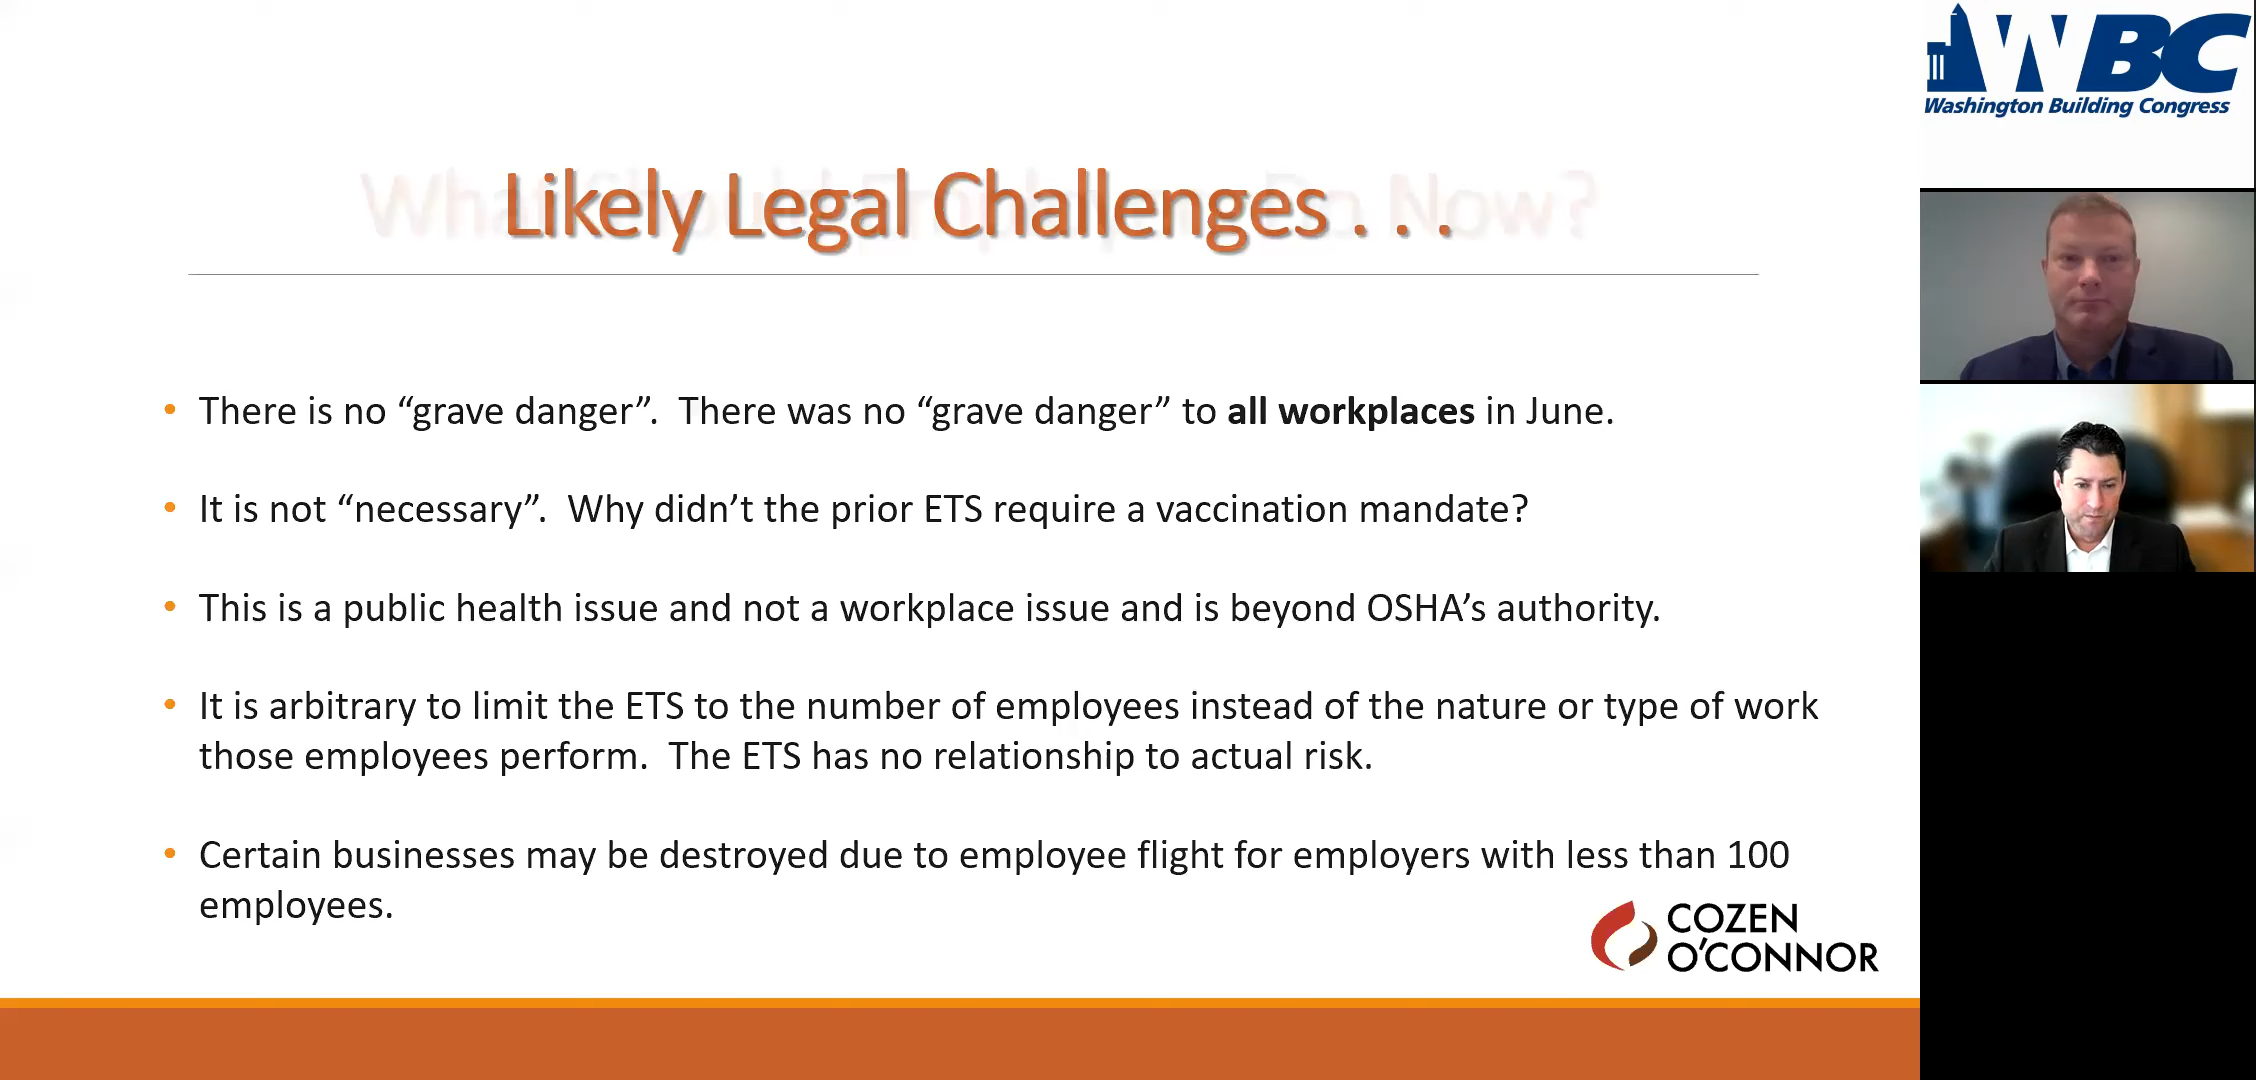 WBC
Washington Building Congress
What Should Employers Do Now?
Likely Legal Challenges . . .
• There is no “grave danger”.  There was no “grave danger” to all workplaces in June.
• It is not “necessary”.  Why didn’t the prior ETS require a vaccination mandate?
• This is a public health issue and not a workplace issue and is beyond OSHA’s authority.
• It is arbitrary to limit the ETS to the number of employees instead of the nature or type of work
those employees perform.  The ETS has no relationship to actual risk.
• Certain businesses may be destroyed due to employee flight for employers with less than 100
employees.
COZEN
O’CONNOR